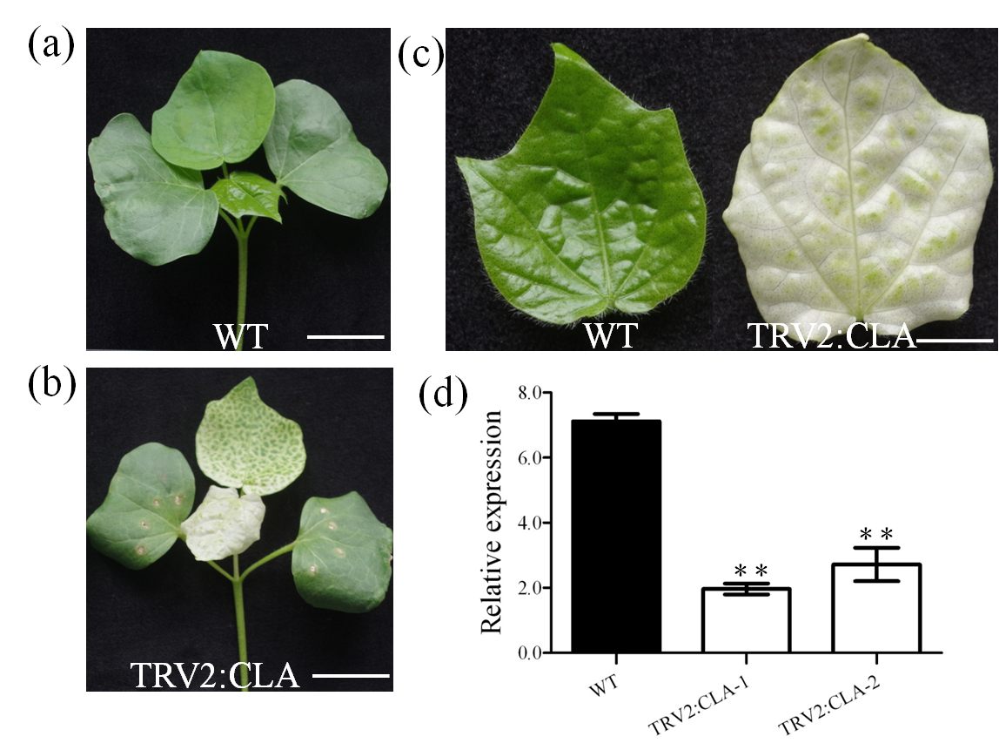 (a)
WT
(b)
TRV2:CLA
(c)
WT
TRV2:CLA
(d)
Relative expression
8.0
6.0
4.0
2.0
0.0
**
**
WT
TRV2:CLA-1
TRV2:CLA-2